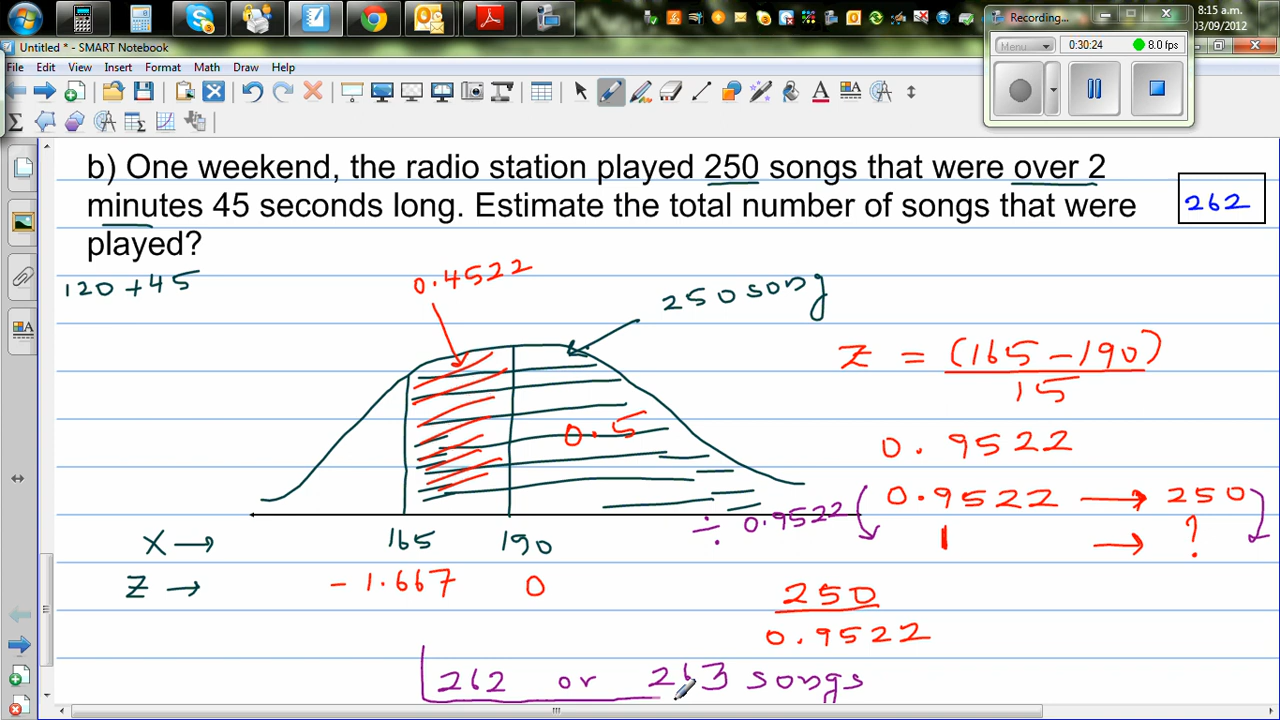 8:15 a.m.
03/09/2012
Recording...
Menu
0:30:24
8.0 fps
Untitled * - SMART Notebook
File Edit View Insert Format Math Draw Help
b) One weekend, the radio station played 250 songs that were over 2
minutes 45 seconds long. Estimate the total number of songs that were
played?
262
120 + 45
0.4522
250 song
Z = (165 - 190)
15
0.5
0.9522
0.9522 → 250
÷ 0.9522
1 → ?
X → 165 190
Z → - 1.667 0
250
0.9522
262 or 263 songs